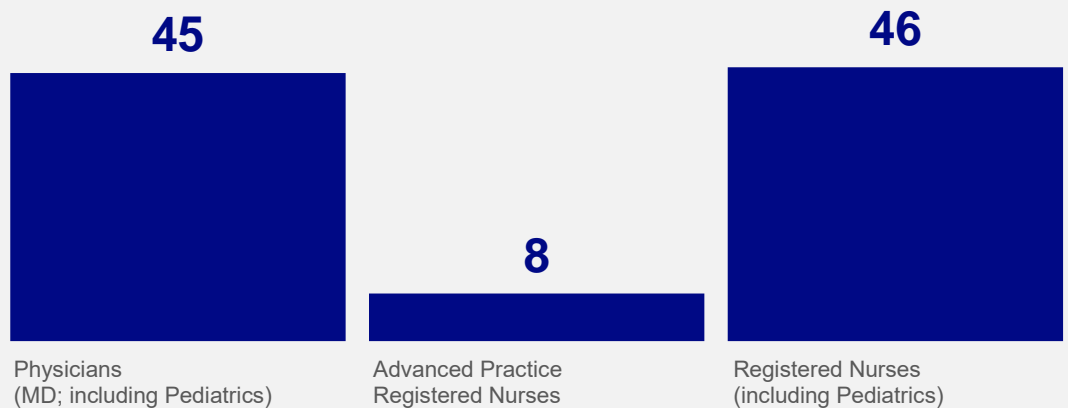 45
8
46
Physicians
(MD; including Pediatrics)
Advanced Practice
Registered Nurses
Registered Nurses
(including Pediatrics)